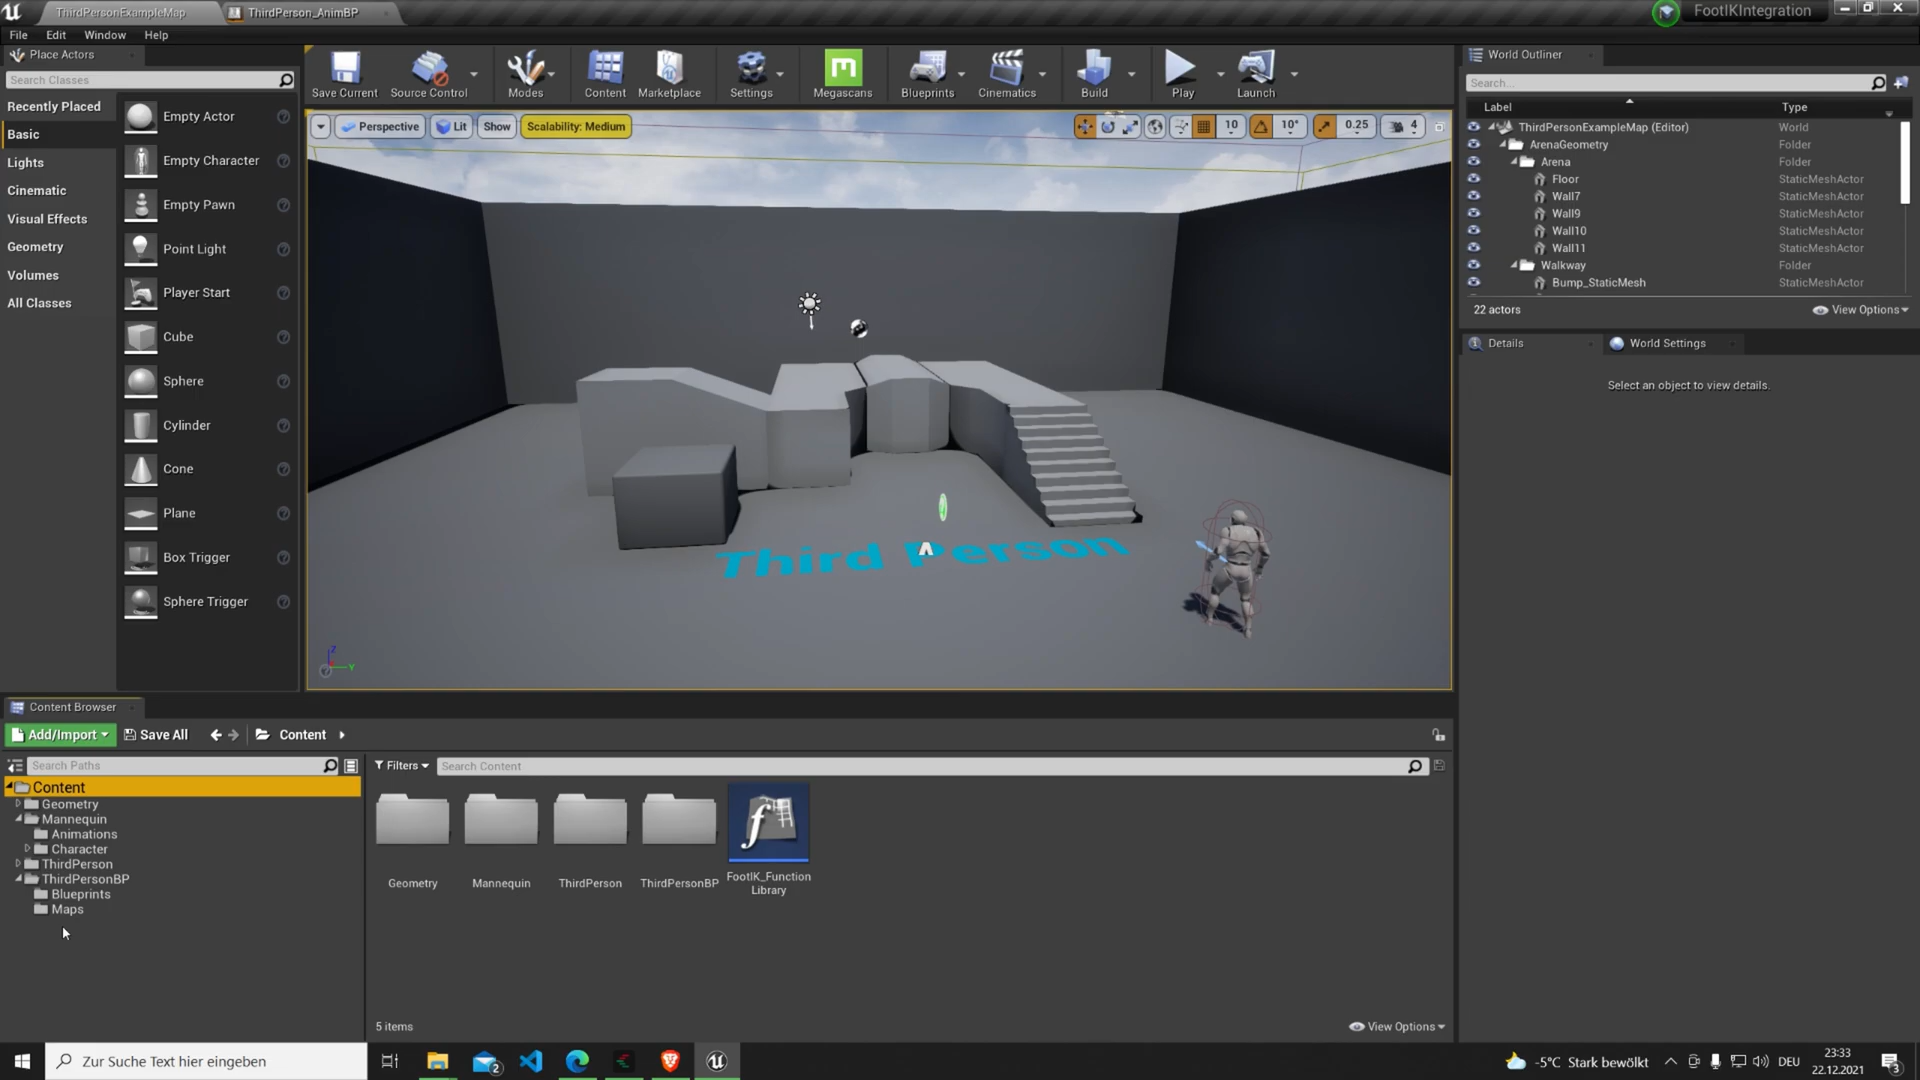 ThirdPersonExampleMap
ThirdPerson_AnimBP
FootIKIntegration
File Edit Window Help
Place Actors
Search Classes
Recently Placed
Basic
Lights
Cinematic
Visual Effects
Geometry
Volumes
All Classes
Empty Actor
Empty Character
Empty Pawn
Point Light
Player Start
Cube
Sphere
Cylinder
Cone
Plane
Box Trigger
Sphere Trigger
Save Current
Source Control
Modes
Content
Marketplace
Settings
Megascans
Blueprints
Cinematics
Build
Play
Launch
Perspective
Lit
Show
Scalability: Medium
10
10°
0.25
4
Third Person
Z
Y
World Outliner
Search...
Label Type
ThirdPersonExampleMap (Editor) World
ArenaGeometry Folder
Arena Folder
Floor StaticMeshActor
Wall7 StaticMeshActor
Wall9 StaticMeshActor
Wall10 StaticMeshActor
Wall11 StaticMeshActor
Walkway Folder
Bump_StaticMesh StaticMeshActor
22 actors
View Options
Details
World Settings
Select an object to view details.
Content Browser
Add/Import
Save All
Content
Search Paths
Content
Geometry
Mannequin
Animations
Character
ThirdPerson
ThirdPersonBP
Blueprints
Maps
Filters
Search Content
Geometry
Mannequin
ThirdPerson
ThirdPersonBP
FootIK_Function
Library
5 items
View Options
Zur Suche Text hier eingeben
2
-5°C Stark bewölkt
DEU
23:33
22.12.2021
3